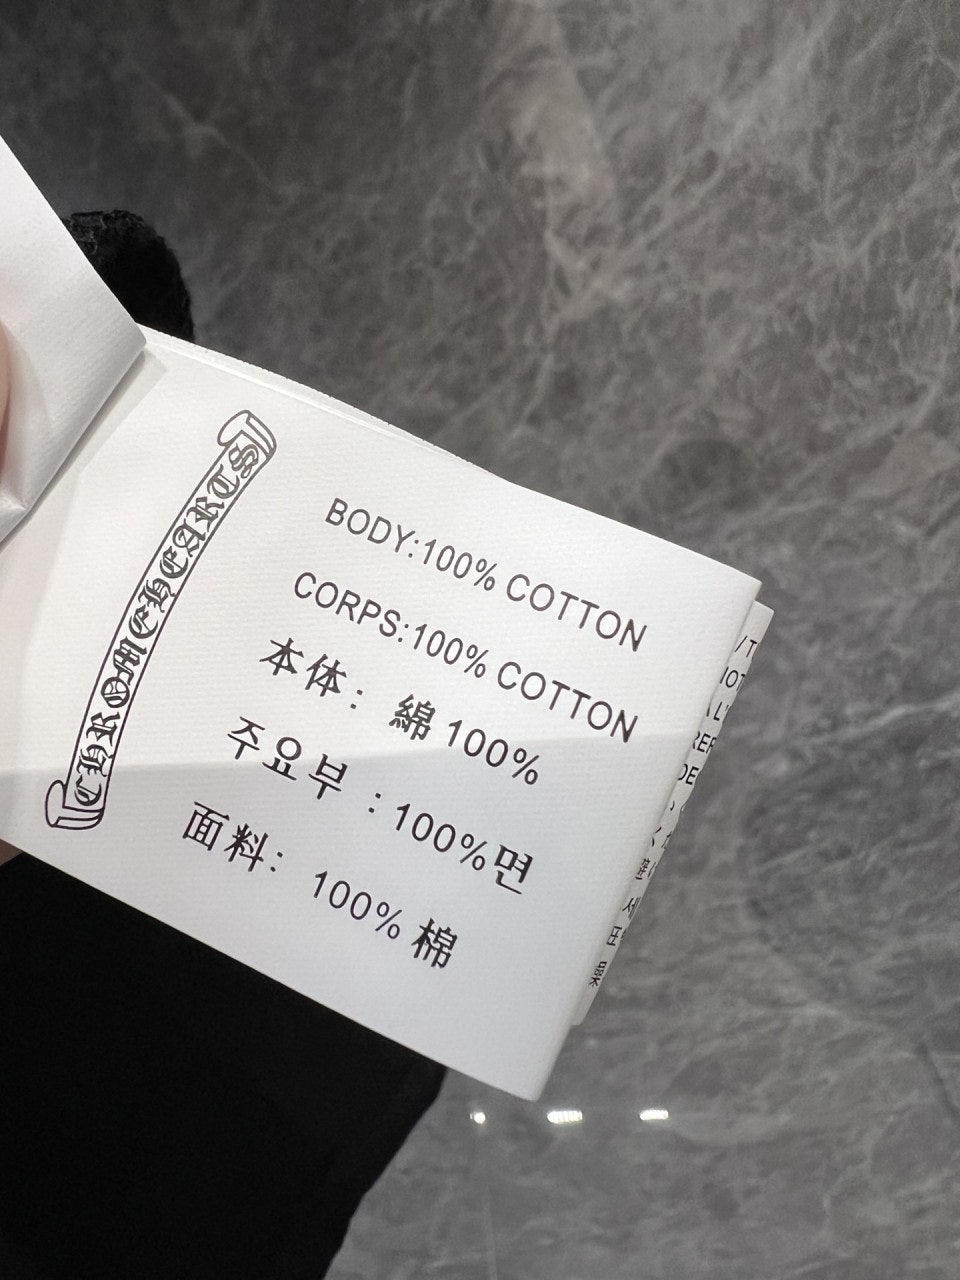 CHROME HEARTS
BODY:100% COTTON
CORPS:100% COTTON
本体：綿 100%
주요부 : 100%면
面料：100% 棉